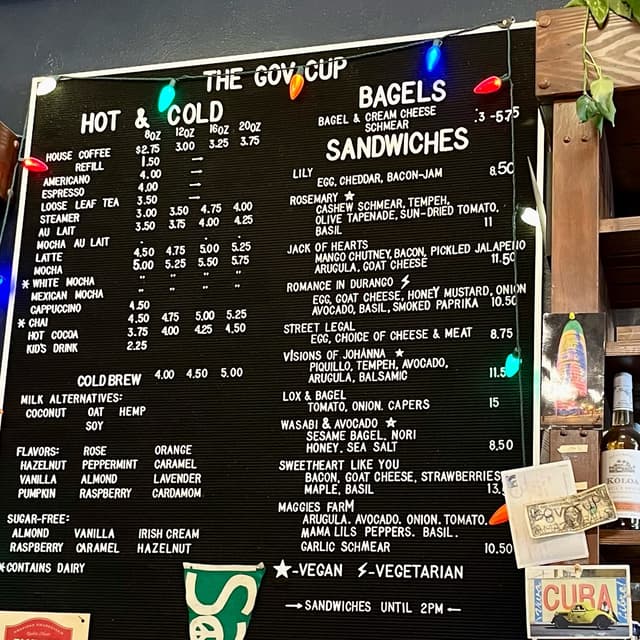 THE GOV CUP
HOT & COLD
8OZ 12OZ 16OZ 20OZ
HOUSE COFFEE $2.75 3.00 3.25 3.75
REFILL 1.50 →
AMERICANO 4.00 →
ESPRESSO 4.00 →
LOOSE LEAF TEA 3.50 →
STEAMER 3.00 3.50 4.75 4.00
AU LAIT 3.50 3.75 4.00 4.25
MOCHA AU LAIT
LATTE 4.50 4.75 5.00 5.25
MOCHA 5.00 5.25 5.50 5.75
* WHITE MOCHA " " " "
MEXICAN MOCHA " " " "
CAPPUCCINO 4.50
* CHAI 4.50 4.75 5.00 5.25
HOT COCOA 3.75 4.00 4.25 4.50
KID'S DRINK 2.25
COLD BREW 4.00 4.50 5.00
MILK ALTERNATIVES:
COCONUT OAT HEMP
SOY
FLAVORS: ROSE ORANGE
HAZELNUT PEPPERMINT CARAMEL
VANILLA ALMOND LAVENDER
PUMPKIN RASPBERRY CARDAMOM
SUGAR-FREE:
ALMOND VANILLA IRISH CREAM
RASPBERRY CARAMEL HAZELNUT
*CONTAINS DAIRY
BAGELS
BAGEL & CREAM CHEESE .3 -575
SCHMEAR
SANDWICHES
LILY 8.50
EGG, CHEDDAR, BACON-JAM
ROSEMARY ★
CASHEW SCHMEAR, TEMPEH,
OLIVE TAPENADE, SUN-DRIED TOMATO, 11
BASIL
JACK OF HEARTS
MANGO CHUTNEY, BACON, PICKLED JALAPENO
ARUGULA, GOAT CHEESE 11.50
ROMANCE IN DURANGO ⚡
EGG, GOAT CHEESE, HONEY MUSTARD, ONION
AVOCADO, BASIL, SMOKED PAPRIKA 10.50
STREET LEGAL
EGG, CHOICE OF CHEESE & MEAT 8.75
VISIONS OF JOHANNA ★
PIQUILLO, TEMPEH, AVOCADO,
ARUGULA, BALSAMIC 11.5
LOX & BAGEL
TOMATO, ONION. CAPERS 15
WASABI & AVOCADO ★
SESAME BAGEL, NORI
HONEY. SEA SALT 8,50
SWEETHEART LIKE YOU
BACON, GOAT CHEESE, STRAWBERRIES
MAPLE, BASIL 13.
MAGGIES FARM
ARUGULA. AVOCADO. ONION. TOMATO.
MAMA LILS PEPPERS. BASIL.
GARLIC SCHMEAR 10.50
★-VEGAN ⚡-VEGETARIAN
→ SANDWICHES UNTIL 2PM ←
KOLOA
CUBA